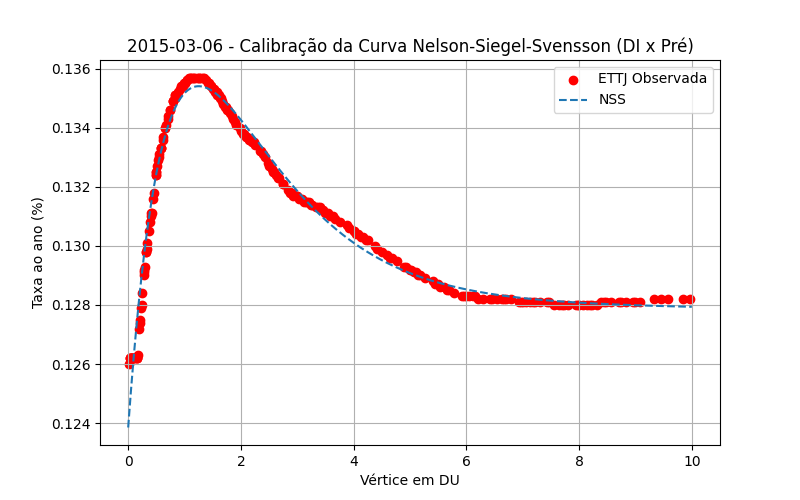 2015-03-06 - Calibração da Curva Nelson-Siegel-Svensson (DI x Pré)
ETTJ Observada
NSS
Taxa ao ano (%)
0.136
0.134
0.132
0.130
0.128
0.126
0.124
0 2 4 6 8 10
Vértice em DU